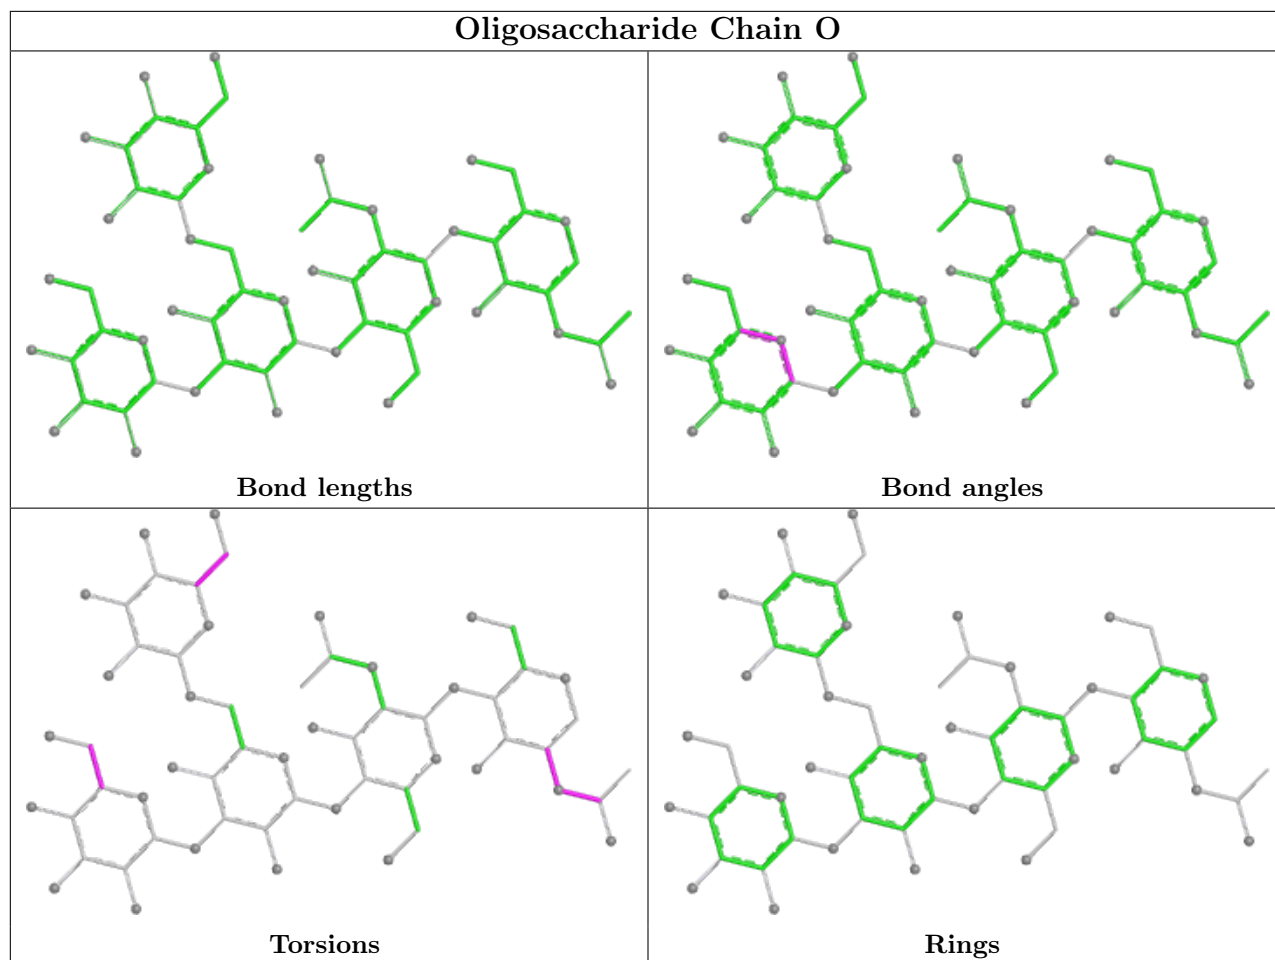 Oligosaccharide Chain O
Bond lengths
Bond angles
Torsions
Rings